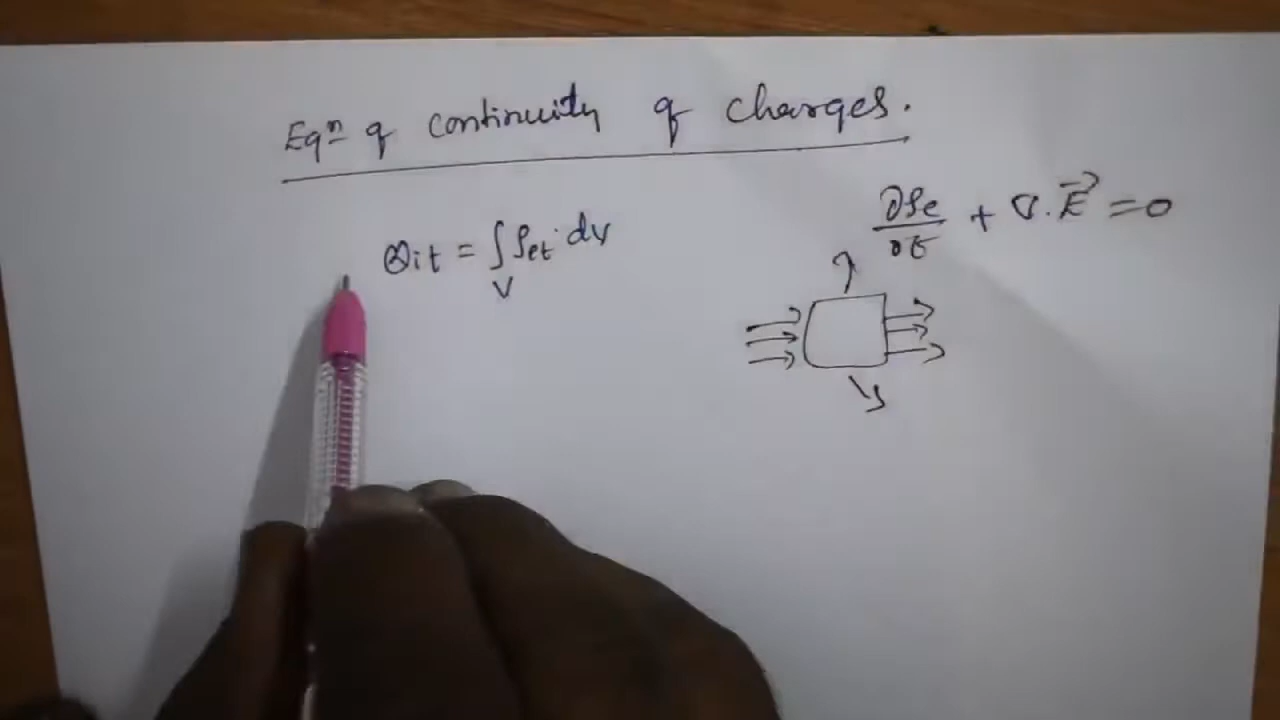 Eqⁿ of continuity of charges.
∂ρe/∂t + ∇.E⃗ = 0
Qit = ∫V ρet · dv